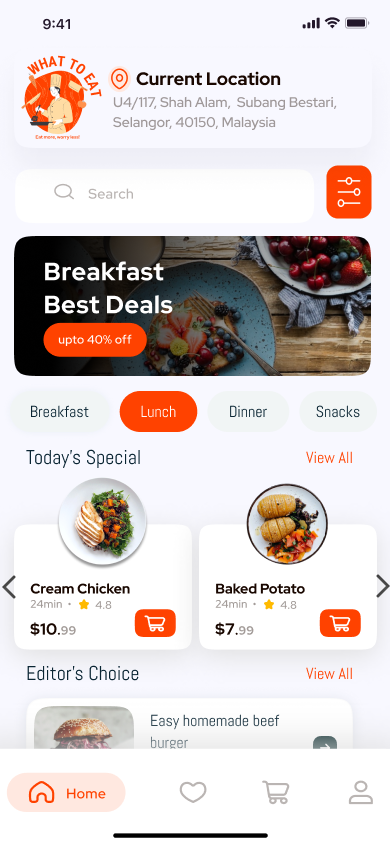 9:41
WHAT TO EAT
Eat more, worry less!
Current Location
U4/117, Shah Alam, Subang Bestari,
Selangor, 40150, Malaysia
Search
Breakfast
Best Deals
upto 40% off
Breakfast
Lunch
Dinner
Snacks
Today's Special
View All
Cream Chicken
24min • 4.8
$10.99
Baked Potato
24min • 4.8
$7.99
Editor's Choice
View All
Easy homemade beef
burger
Home